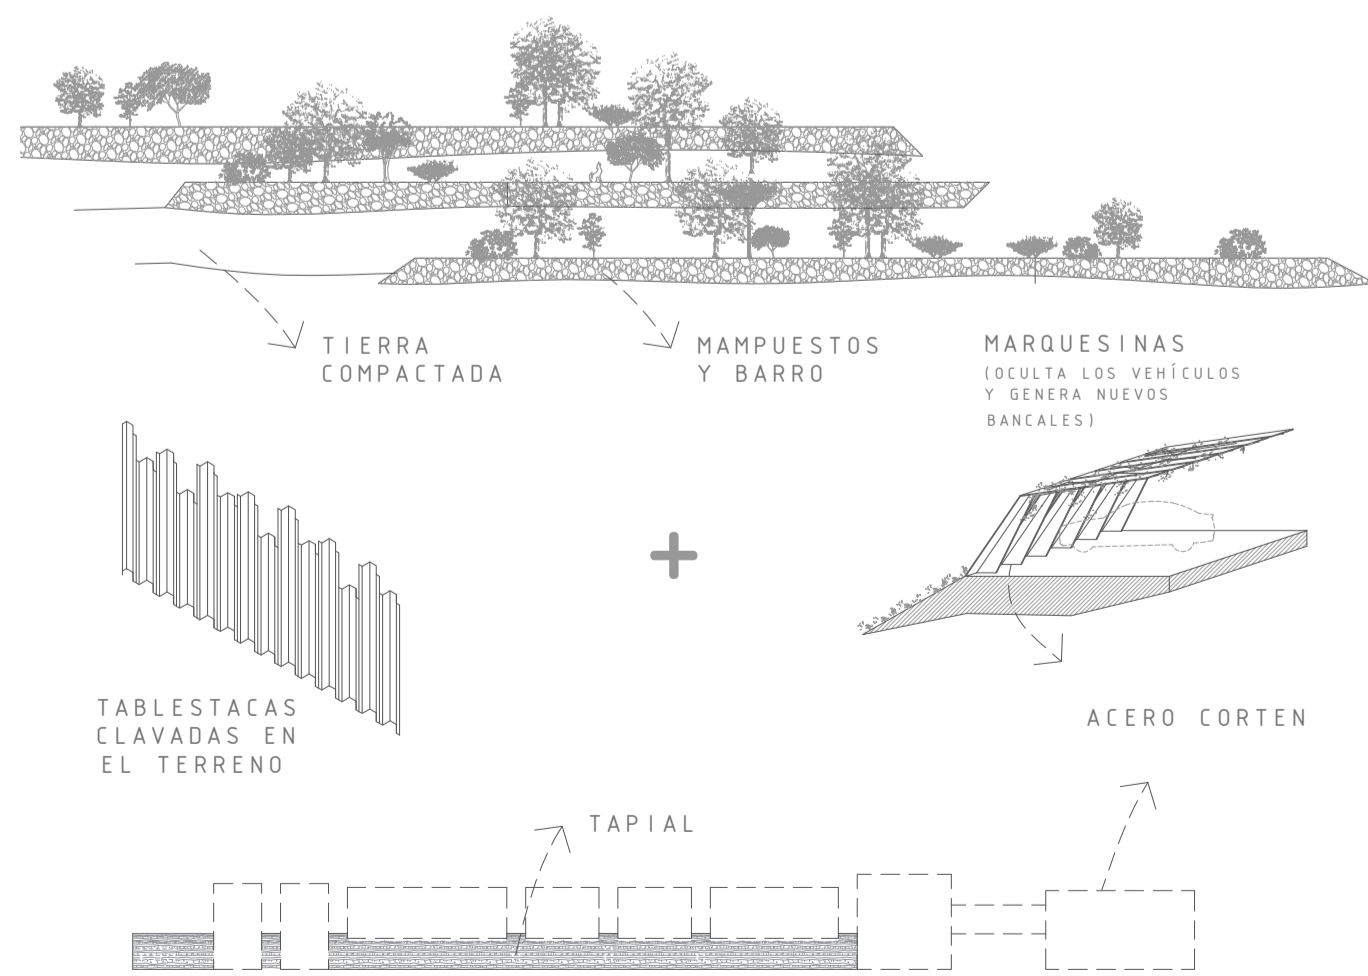 TIERRA
COMPACTADA
MAMPUESTOS
Y BARRO
MARQUESINAS
(OCULTA LOS VEHÍCULOS
Y GENERA NUEVOS
BANCALES)
TABLESTACAS
CLAVADAS EN
EL TERRENO
ACERO CORTEN
TAPIAL